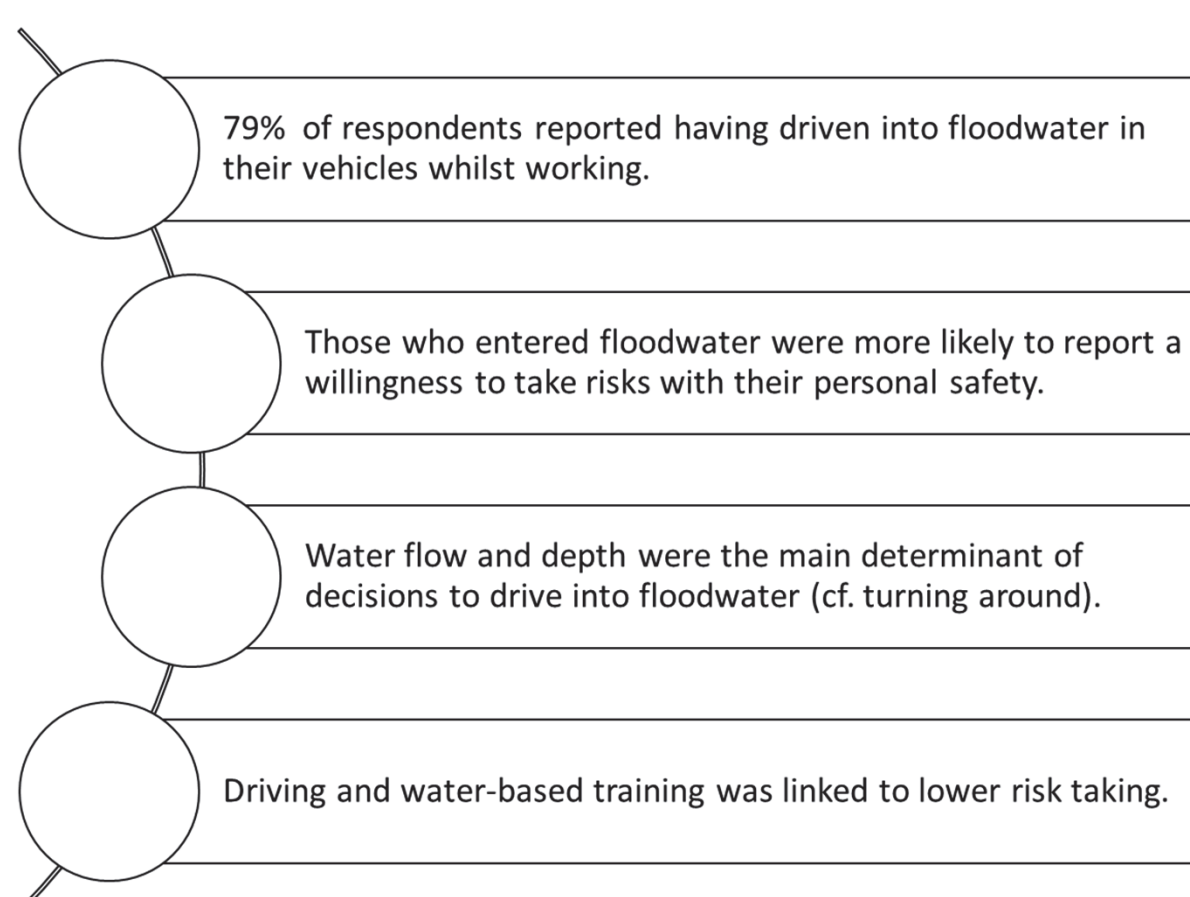 79% of respondents reported having driven into floodwater in
their vehicles whilst working.
Those who entered floodwater were more likely to report a
willingness to take risks with their personal safety.
Water flow and depth were the main determinant of
decisions to drive into floodwater (cf. turning around).
Driving and water-based training was linked to lower risk taking.